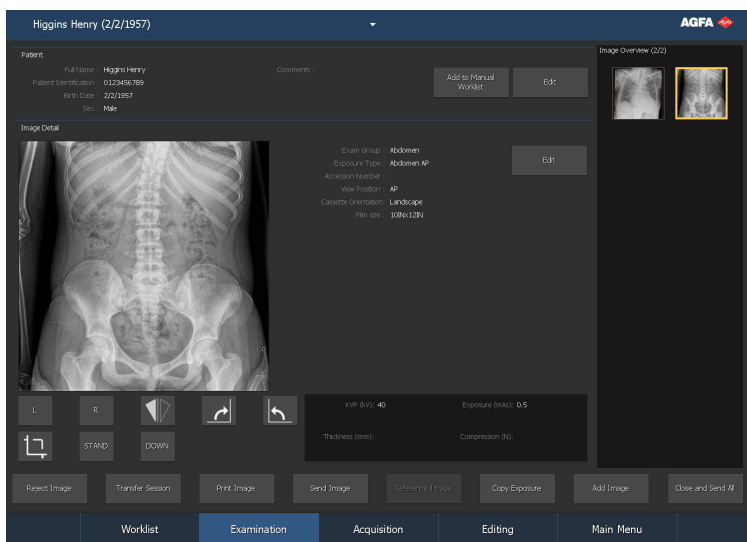 Higgins Henry (2/2/1957)
AGFA
Patient
Image Overview (2/2)
Full Name : Higgins Henry
Comments :
Patient Identification : 0123456789
Birth Date : 2/2/1957
Sex : Male
Add to Manual
Worklist
Edit
Image Detail
Exam Group : Abdomen
Exposure Type : Abdomen AP
Accession Number :
View Position : AP
Cassette Orientation : Landscape
Film size : 10INx12IN
Edit
L
R
STAND
DOWN
KVP (kV): 40
Exposure (mAs): 0.5
Thickness (mm):
Compression (N):
Reject Image
Transfer Session
Print Image
Send Image
Reference Image
Copy Exposure
Add Image
Close and Send All
Worklist
Examination
Acquisition
Editing
Main Menu